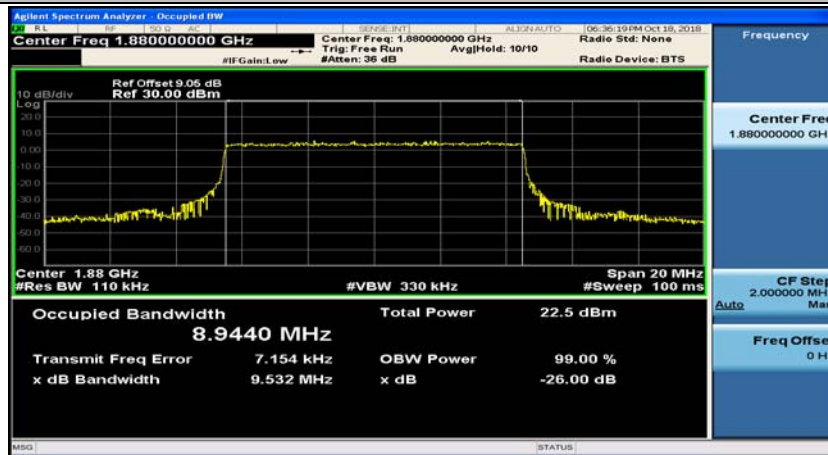 Agilent Spectrum Analyzer - Occupied BW
RL RF 50 Ω AC SENSE:INT ALIGN AUTO 06:36:19 PM Oct 18, 2018
Center Freq 1.880000000 GHz
Center Freq: 1.880000000 GHz
Radio Std: None
Trig: Free Run Avg|Hold: 10/10
#IFGain:Low #Atten: 36 dB Radio Device: BTS
Ref Offset 9.05 dB
10 dB/div Ref 30.00 dBm
Log
20.0
10.0
0.00
-10.0
-20.0
-30.0
-40.0
-50.0
-60.0
Center 1.88 GHz Span 20 MHz
#Res BW 110 kHz #VBW 330 kHz #Sweep 100 ms
Occupied Bandwidth Total Power 22.5 dBm
8.9440 MHz
Transmit Freq Error 7.154 kHz OBW Power 99.00 %
x dB Bandwidth 9.532 MHz x dB -26.00 dB
MSG STATUS
Frequency
Center Fre
1.880000000 GH
CF Step
2.000000 MH
Auto Ma
Freq Offse
0 H